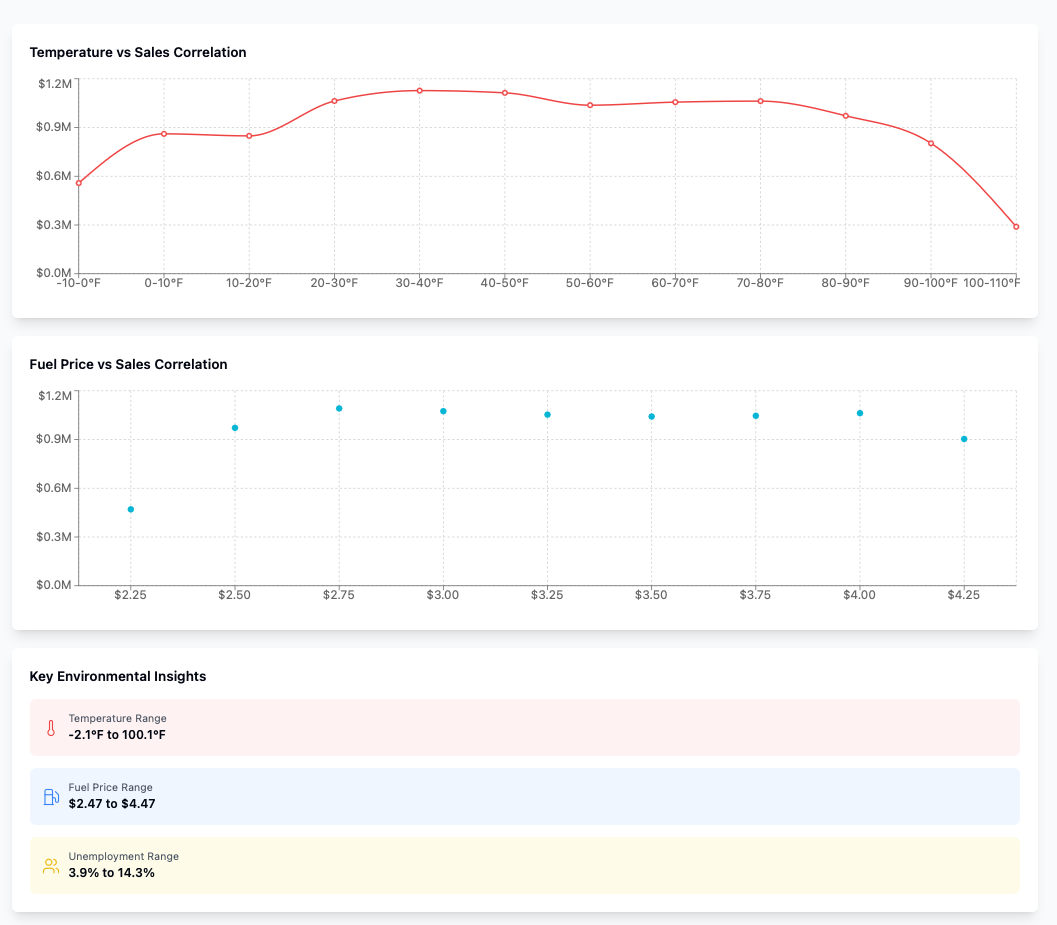 Temperature vs Sales Correlation
$1.2M
$0.9M
$0.6M
$0.3M
$0.0M
-10-0°F 0-10°F 10-20°F 20-30°F 30-40°F 40-50°F 50-60°F 60-70°F 70-80°F 80-90°F 90-100°F 100-110°F
Fuel Price vs Sales Correlation
$1.2M
$0.9M
$0.6M
$0.3M
$0.0M
$2.25 $2.50 $2.75 $3.00 $3.25 $3.50 $3.75 $4.00 $4.25
Key Environmental Insights
Temperature Range
-2.1°F to 100.1°F
Fuel Price Range
$2.47 to $4.47
Unemployment Range
3.9% to 14.3%